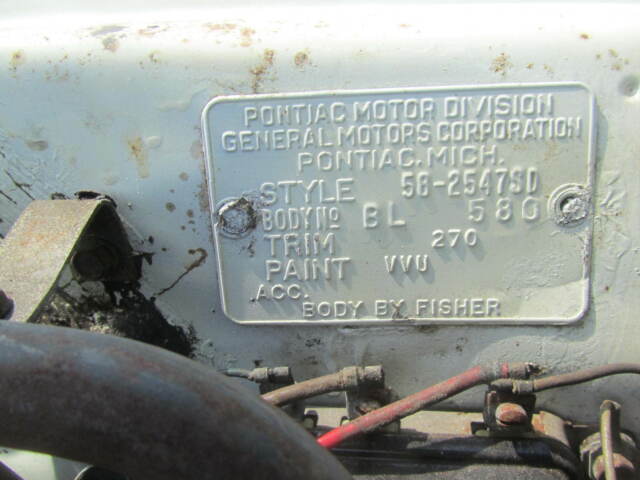 PONTIAC MOTOR DIVISION
GENERAL MOTORS CORPORATION
PONTIAC, MICH.
STYLE 58-2547SD
BODY No BL 580
TRIM 270
PAINT VVU
ACC.
BODY BY FISHER